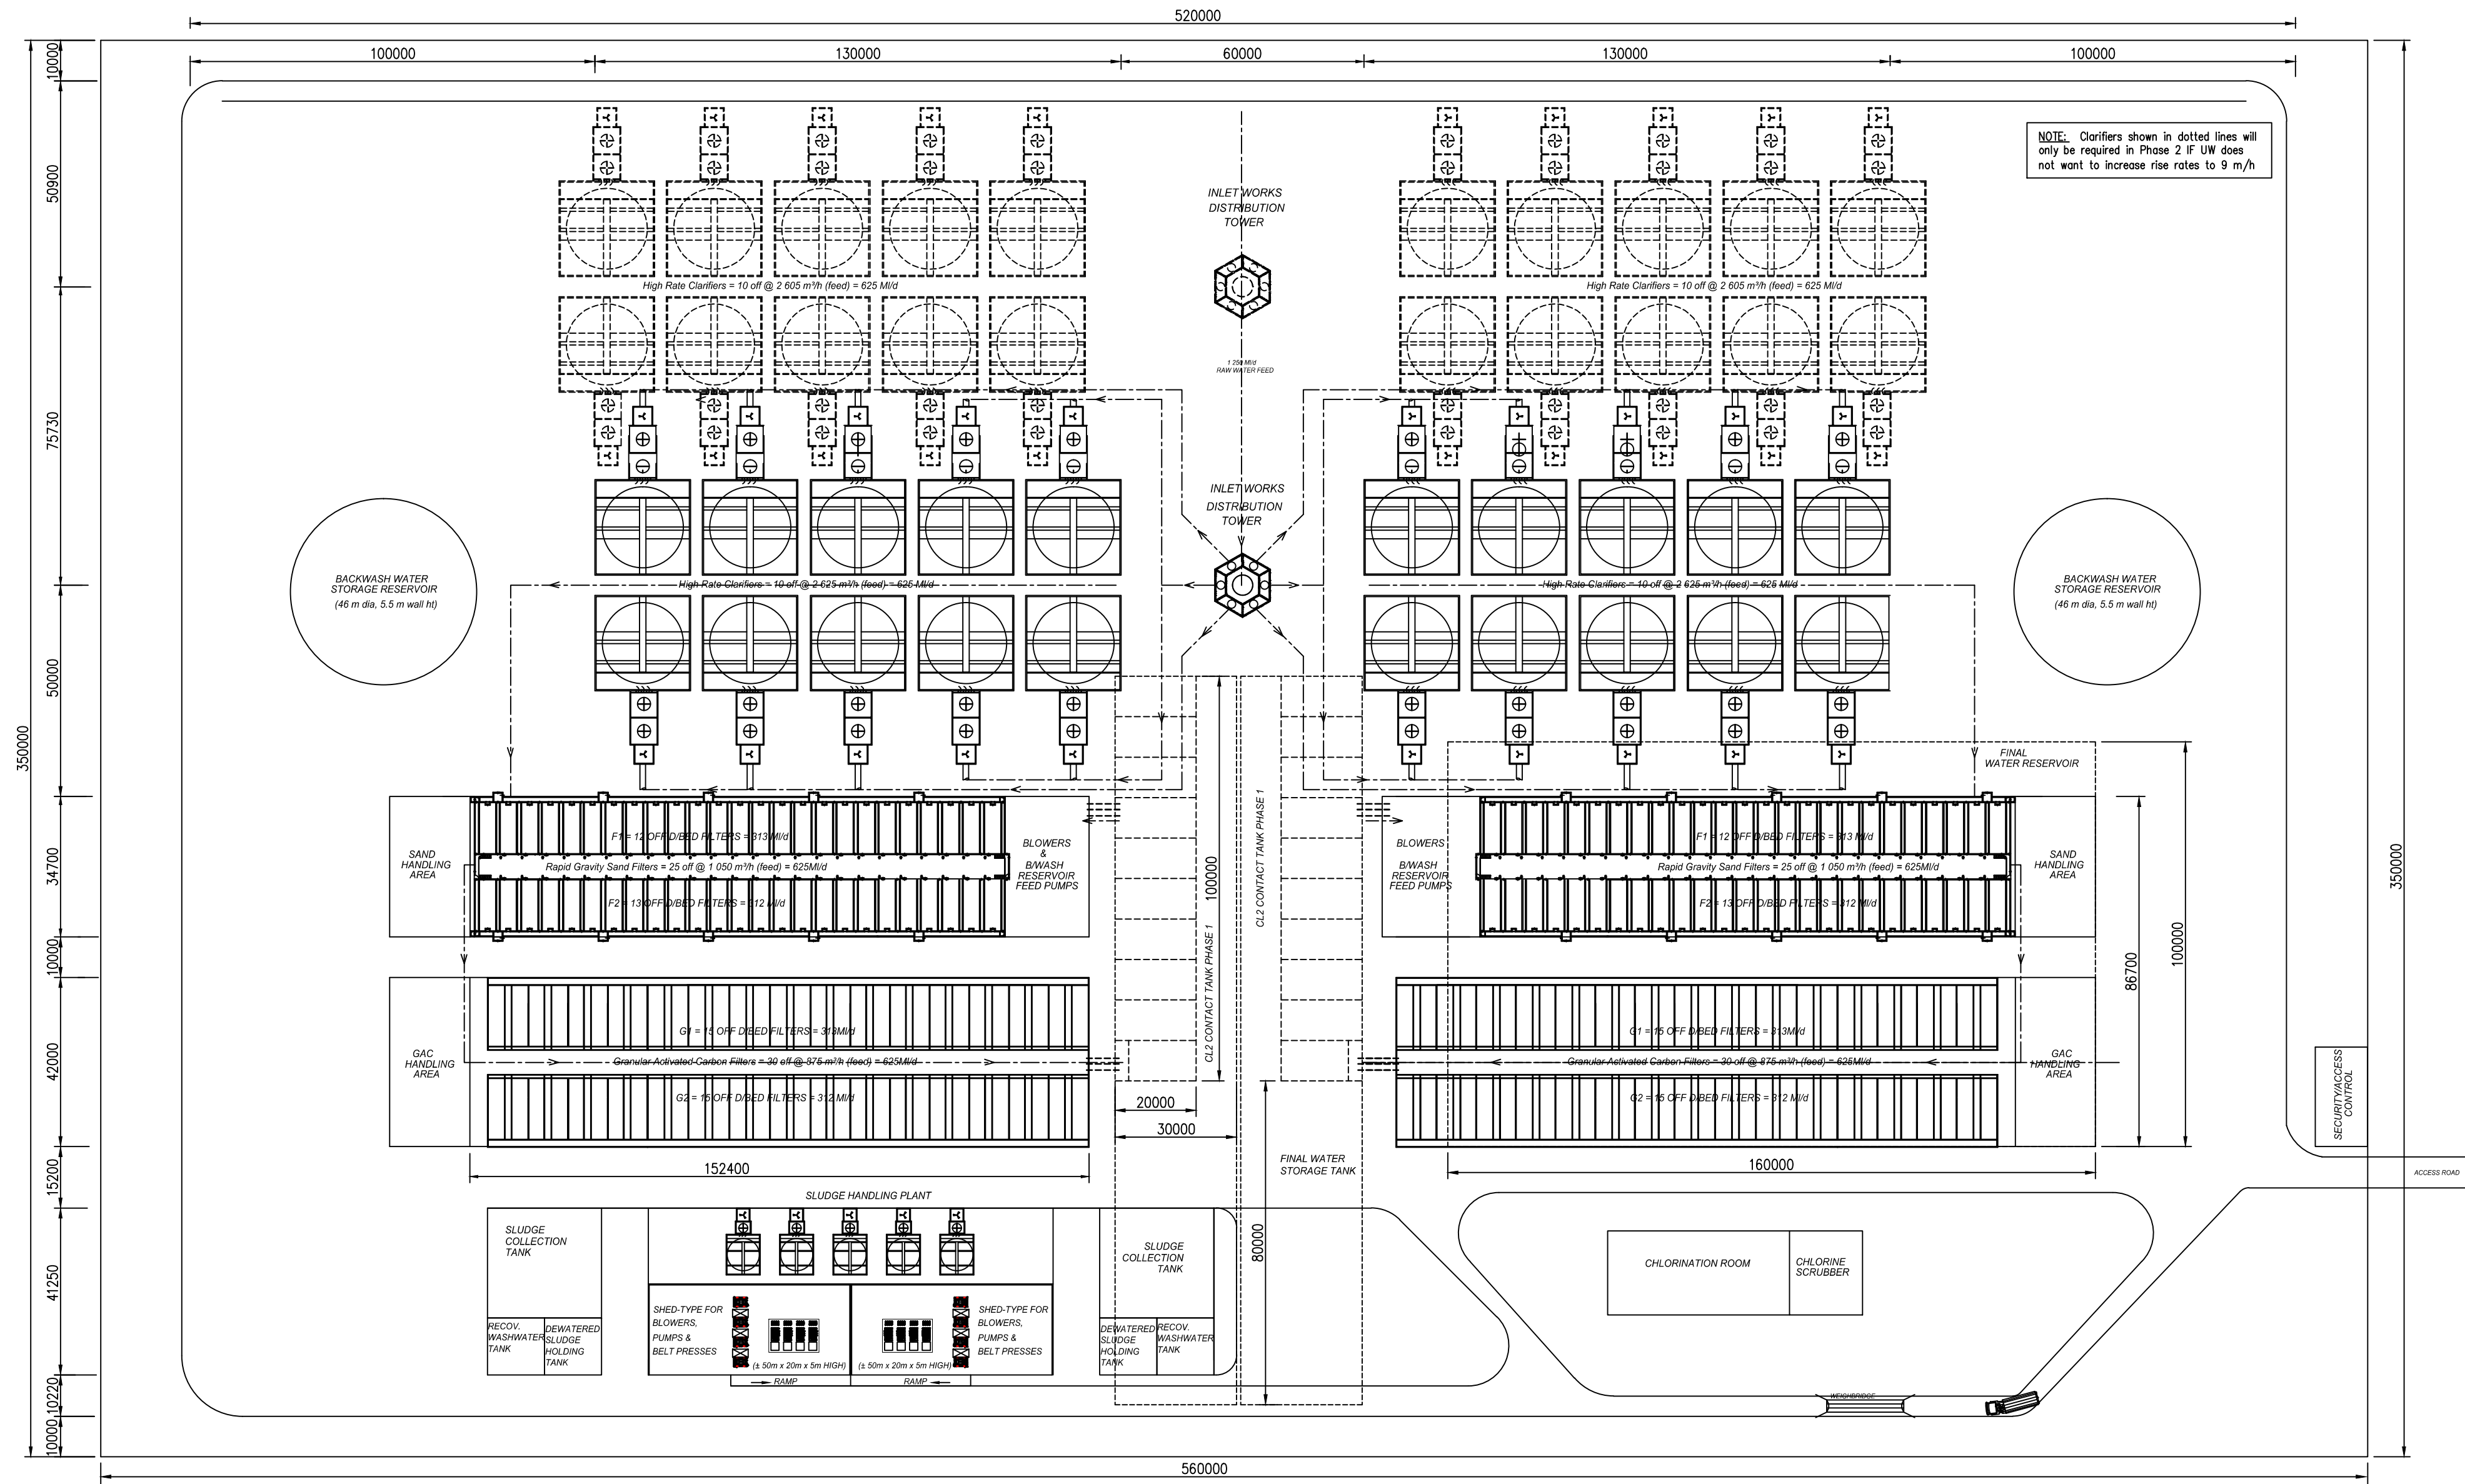 520000
100000
130000
60000
130000
100000
10000
50900
75730
50000
34700
10000
42000
15200
41250
10220
10000
350000
350000
NOTE: Clarifiers shown in dotted lines will
only be required in Phase 2 IF UW does
not want to increase rise rates to 9 m/h
INLET WORKS
DISTRIBUTION
TOWER
High Rate Clarifiers = 10 off @ 2 605 m³/h (feed) = 625 Ml/d
High Rate Clarifiers = 10 off @ 2 605 m³/h (feed) = 625 Ml/d
1 250 Ml/d
RAW WATER FEED
INLET WORKS
DISTRIBUTION
TOWER
BACKWASH WATER
STORAGE RESERVOIR
(46 m dia, 5.5 m wall ht)
High Rate Clarifiers = 10 off @ 2 625 m³/h (feed) = 625 Ml/d
High Rate Clarifiers = 10 off @ 2 625 m³/h (feed) = 625 Ml/d
BACKWASH WATER
STORAGE RESERVOIR
(46 m dia, 5.5 m wall ht)
FINAL
WATER RESERVOIR
SAND
HANDLING
AREA
F1 = 12 OFF D/BED FILTERS = 313 Ml/d
Rapid Gravity Sand Filters = 25 off @ 1 050 m³/h (feed) = 625Ml/d
F2 = 13 OFF D/BED FILTERS = 312 Ml/d
BLOWERS
&
B/WASH
RESERVOIR
FEED PUMPS
100000
CL2 CONTACT TANK PHASE 1
CL2 CONTACT TANK PHASE 1
BLOWERS
B/WASH
RESERVOIR
FEED PUMPS
F1 = 12 OFF D/BED FILTERS = 313 Ml/d
Rapid Gravity Sand Filters = 25 off @ 1 050 m³/h (feed) = 625Ml/d
F2 = 13 OFF D/BED FILTERS = 312 Ml/d
SAND
HANDLING
AREA
86700
100000
GAC
HANDLING
AREA
G1 = 15 OFF D/BED FILTERS = 313Ml/d
Granular Activated Carbon Filters = 30 off @ 875 m³/h (feed) = 625Ml/d
G2 = 15 OFF D/BED FILTERS = 312 Ml/d
G1 = 15 OFF D/BED FILTERS = 313Ml/d
Granular Activated Carbon Filters = 30 off @ 875 m³/h (feed) = 625Ml/d
G2 = 15 OFF D/BED FILTERS = 312 Ml/d
GAC
HANDLING
AREA
SECURITY/ACCESS
CONTROL
20000
30000
152400
160000
FINAL WATER
STORAGE TANK
80000
ACCESS ROAD
SLUDGE HANDLING PLANT
SLUDGE
COLLECTION
TANK
RECOV.
WASHWATER
TANK
DEWATERED
SLUDGE
HOLDING
TANK
SHED-TYPE FOR
BLOWERS,
PUMPS &
BELT PRESSES
(± 50m x 20m x 5m HIGH)
(± 50m x 20m x 5m HIGH)
SHED-TYPE FOR
BLOWERS,
PUMPS &
BELT PRESSES
RAMP
RAMP
SLUDGE
COLLECTION
TANK
DEWATERED
SLUDGE
HOLDING
TANK
RECOV.
WASHWATER
TANK
CHLORINATION ROOM
CHLORINE
SCRUBBER
WEIGHBRIDGE
560000